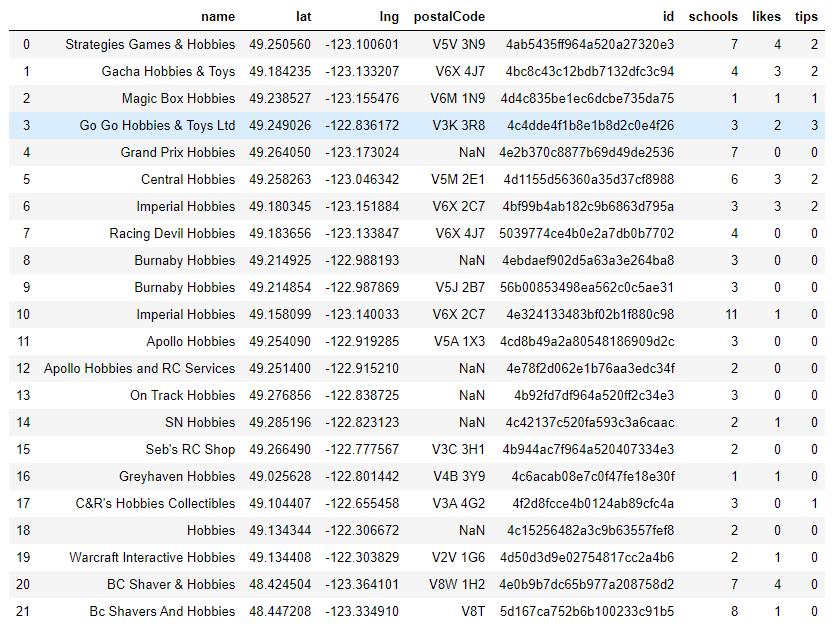 name lat lng postalCode id schools likes tips
0 Strategies Games & Hobbies 49.250560 -123.100601 V5V 3N9 4ab5435ff964a520a27320e3 7 4 2
1 Gacha Hobbies & Toys 49.184235 -123.133207 V6X 4J7 4bc8c43c12bdb7132dfc3c94 4 3 2
2 Magic Box Hobbies 49.238527 -123.155476 V6M 1N9 4d4c835be1ec6dcbe735da75 1 1 1
3 Go Go Hobbies & Toys Ltd 49.249026 -122.836172 V3K 3R8 4c4dde4f1b8e1b8d2c0e4f26 3 2 3
4 Grand Prix Hobbies 49.264050 -123.173024 NaN 4e2b370c8877b69d49de2536 7 0 0
5 Central Hobbies 49.258263 -123.046342 V5M 2E1 4d1155d56360a35d37cf8988 6 3 2
6 Imperial Hobbies 49.180345 -123.151884 V6X 2C7 4bf99b4ab182c9b6863d795a 3 3 2
7 Racing Devil Hobbies 49.183656 -123.133847 V6X 4J7 5039774ce4b0e2a7db0b7702 4 0 0
8 Burnaby Hobbies 49.214925 -122.988193 NaN 4ebdaef902d5a63a3e264ba8 3 0 0
9 Burnaby Hobbies 49.214854 -122.987869 V5J 2B7 56b00853498ea562c0c5ae31 3 0 0
10 Imperial Hobbies 49.158099 -123.140033 V6X 2C7 4e324133483bf02b1f880c98 11 1 0
11 Apollo Hobbies 49.254090 -122.919285 V5A 1X3 4cd8b49a2a80548186909d2c 3 0 0
12 Apollo Hobbies and RC Services 49.251400 -122.915210 NaN 4e78f2d062e1b76aa3edc34f 2 0 0
13 On Track Hobbies 49.276856 -122.838725 NaN 4b92fd7df964a520ff2c34e3 3 0 0
14 SN Hobbies 49.285196 -122.823123 NaN 4c42137c520fa593c3a6caac 2 1 0
15 Seb's RC Shop 49.266490 -122.777567 V3C 3H1 4b944ac7f964a520407334e3 2 0 0
16 Greyhaven Hobbies 49.025628 -122.801442 V4B 3Y9 4c6acab08e7c0f47fe18e30f 1 1 0
17 C&R's Hobbies Collectibles 49.104407 -122.655458 V3A 4G2 4f2d8fcce4b0124ab89cfc4a 3 0 1
18 Hobbies 49.134344 -122.306672 NaN 4c15256482a3c9b63557fef8 2 0 0
19 Warcraft Interactive Hobbies 49.134408 -122.303829 V2V 1G6 4d50d3d9e02754817cc2a4b6 2 1 0
20 BC Shaver & Hobbies 48.424504 -123.364101 V8W 1H2 4e0b9b7dc65b977a208758d2 7 4 0
21 Bc Shavers And Hobbies 48.447208 -123.334910 V8T 5d167ca752b6b100233c91b5 8 1 0